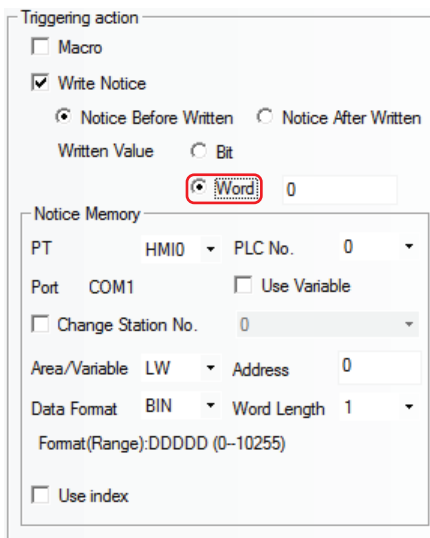 Triggering action
Macro
Write Notice
Notice Before Written Notice After Written
Written Value Bit
Word 0
Notice Memory
PT HMI0 PLC No. 0
Port COM1 Use Variable
Change Station No. 0
Area/Variable LW Address 0
Data Format BIN Word Length 1
Format(Range):DDDDD (0--10255)
Use index